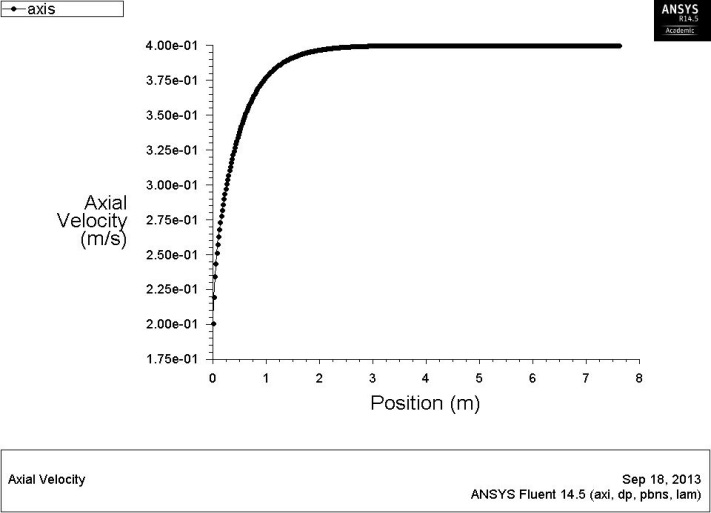 axis
ANSYS
R14.5
Academic
4.00e-01
3.75e-01
3.50e-01
3.25e-01
3.00e-01
2.75e-01
2.50e-01
2.25e-01
2.00e-01
1.75e-01
Axial
Velocity
(m/s)
0 1 2 3 4 5 6 7 8
Position (m)
Axial Velocity
Sep 18, 2013
ANSYS Fluent 14.5 (axi, dp, pbns, lam)